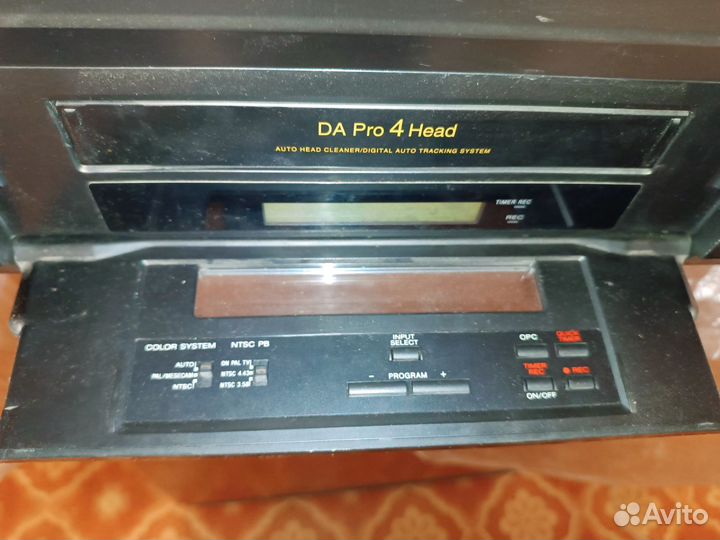 DA Pro 4 Head
AUTO HEAD CLEANER/DIGITAL AUTO TRACKING SYSTEM
TIMER REC
REC
COLOR SYSTEM
NTSC PB
AUTO
PAL/MESECAM
NTSC
ON PAL TV
NTSC 4.43
NTSC 3.58
INPUT
SELECT
- PROGRAM +
OPC
QUICK
TIMER
TIMER
REC
ON/OFF
● REC
Avito